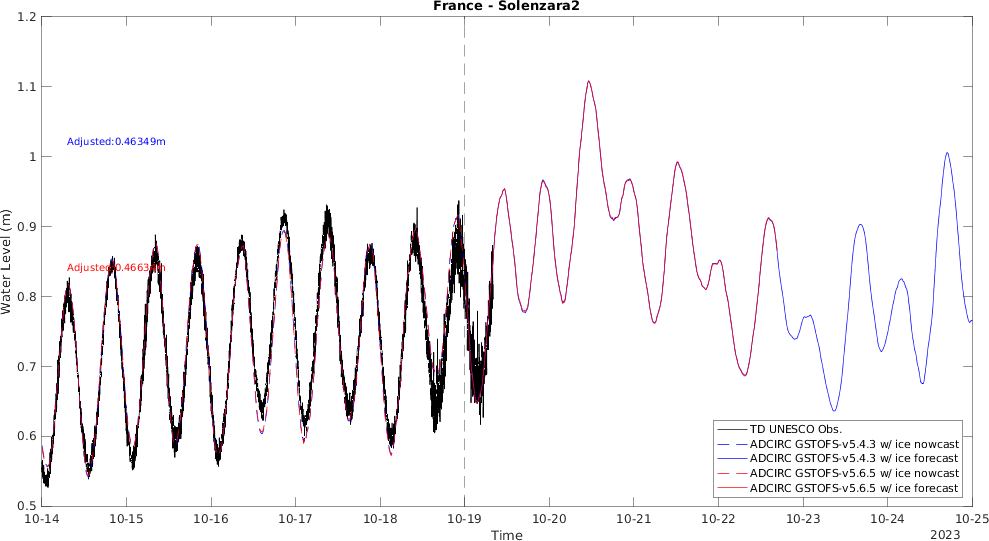 France - Solenzara2
1.2
1.1
1
0.9
0.8
0.7
0.6
0.5
Water Level (m)
Adjusted:0.46349m
10-14
10-15
10-16
10-17
10-18
10-19
10-20
10-21
10-22
10-23
10-24
10-25
Time
2023
TD UNESCO Obs.
ADCIRC GSTOFS-v5.4.3 w/ ice nowcast
ADCIRC GSTOFS-v5.4.3 w/ ice forecast
ADCIRC GSTOFS-v5.6.5 w/ ice nowcast
ADCIRC GSTOFS-v5.6.5 w/ ice forecast